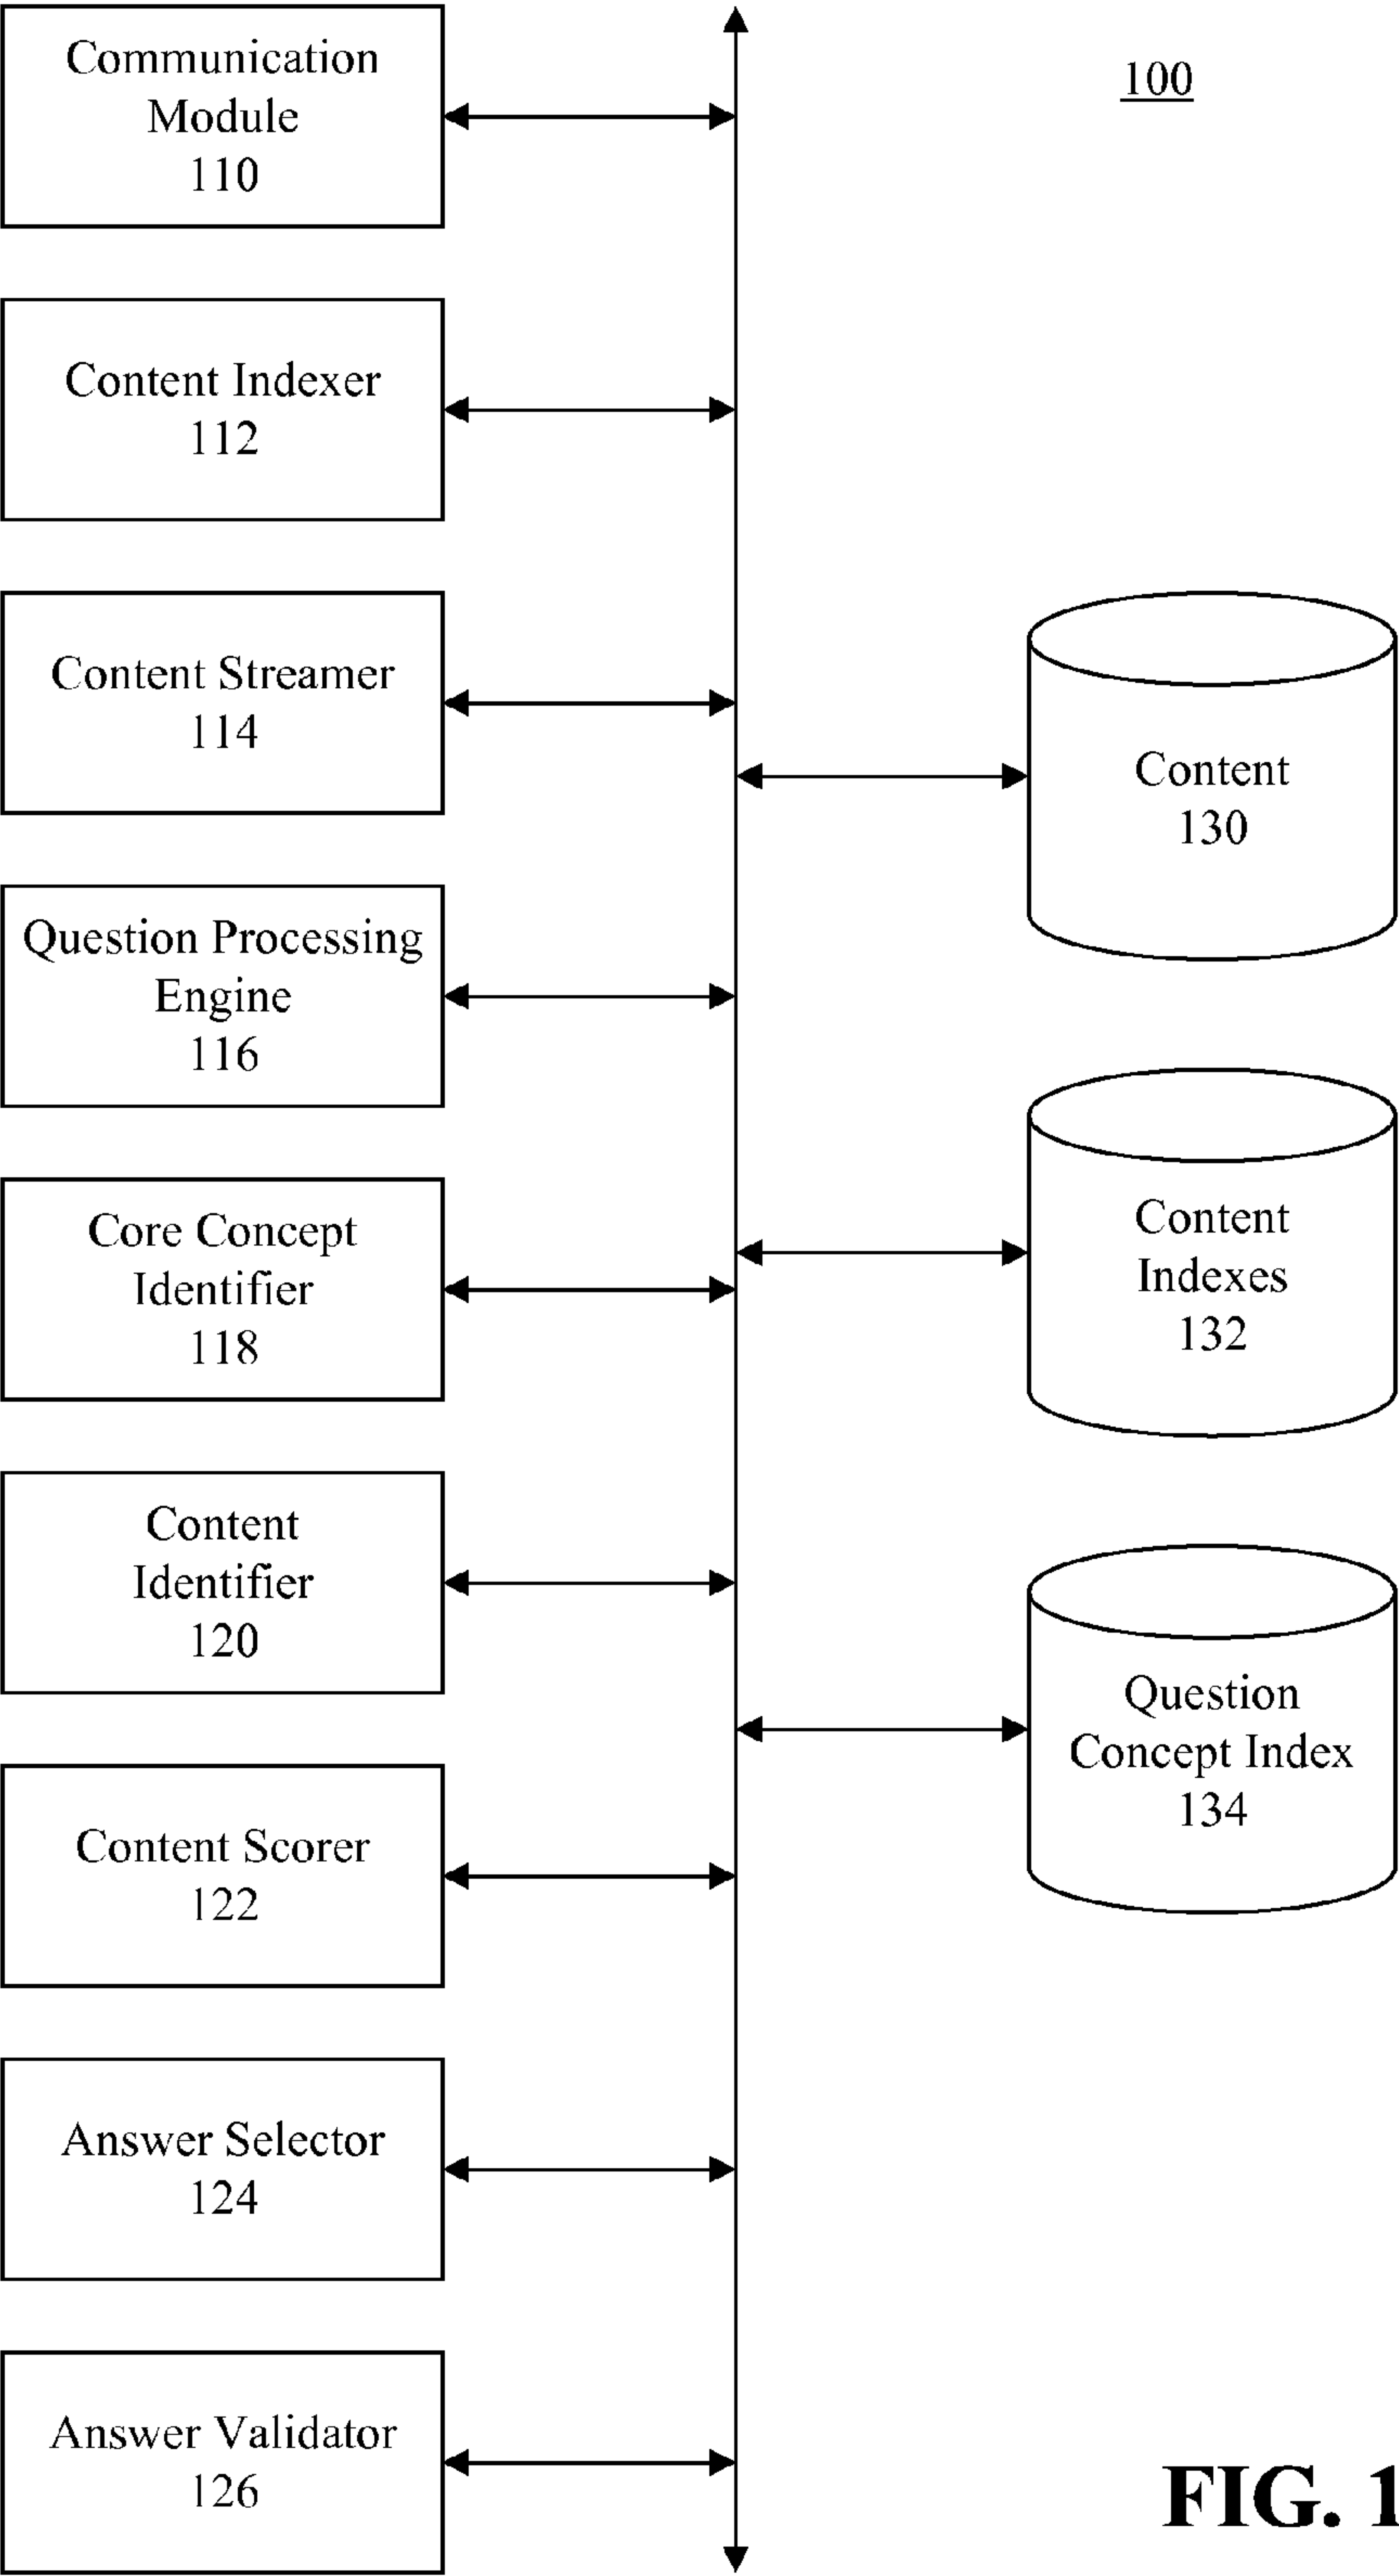 Communication
Module
110
100
Content Indexer
112
Content Streamer
114
Content
130
Question Processing
Engine
116
Core Concept
Identifier
118
Content
Indexes
132
Content
Identifier
120
Question
Concept Index
134
Content Scorer
122
Answer Selector
124
Answer Validator
126
FIG. 1